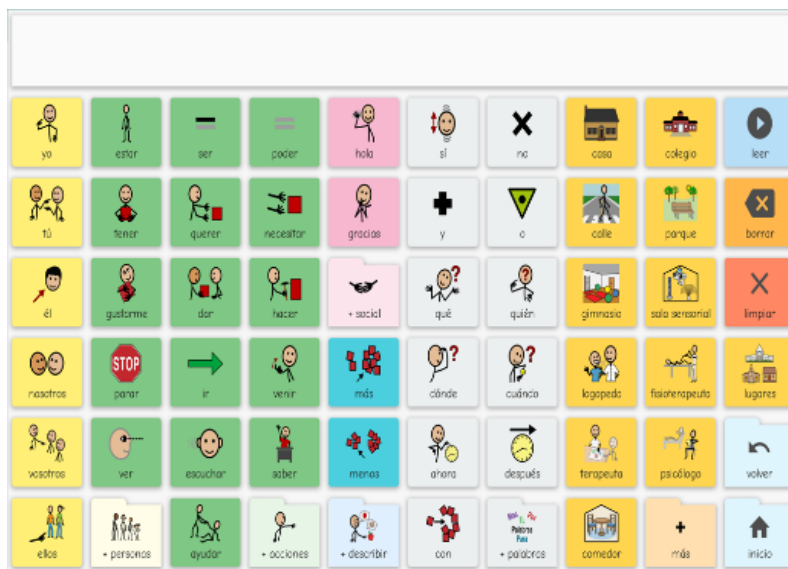 yo estar ser poder hola sí no casa colegio leer
tú tener querer necesitar gracias y o calle parque borrar
él gustarme dar hacer + social qué quién gimnasio sala sensorial limpiar
STOP
nosotros parar ir venir más dónde cuándo logopeda fisioterapeuta lugares
vosotros ver escuchar saber menos ahora después terapeuta psicólogo volver
ellos + personas ayudar + acciones + describir con + palabras comedor más inicio